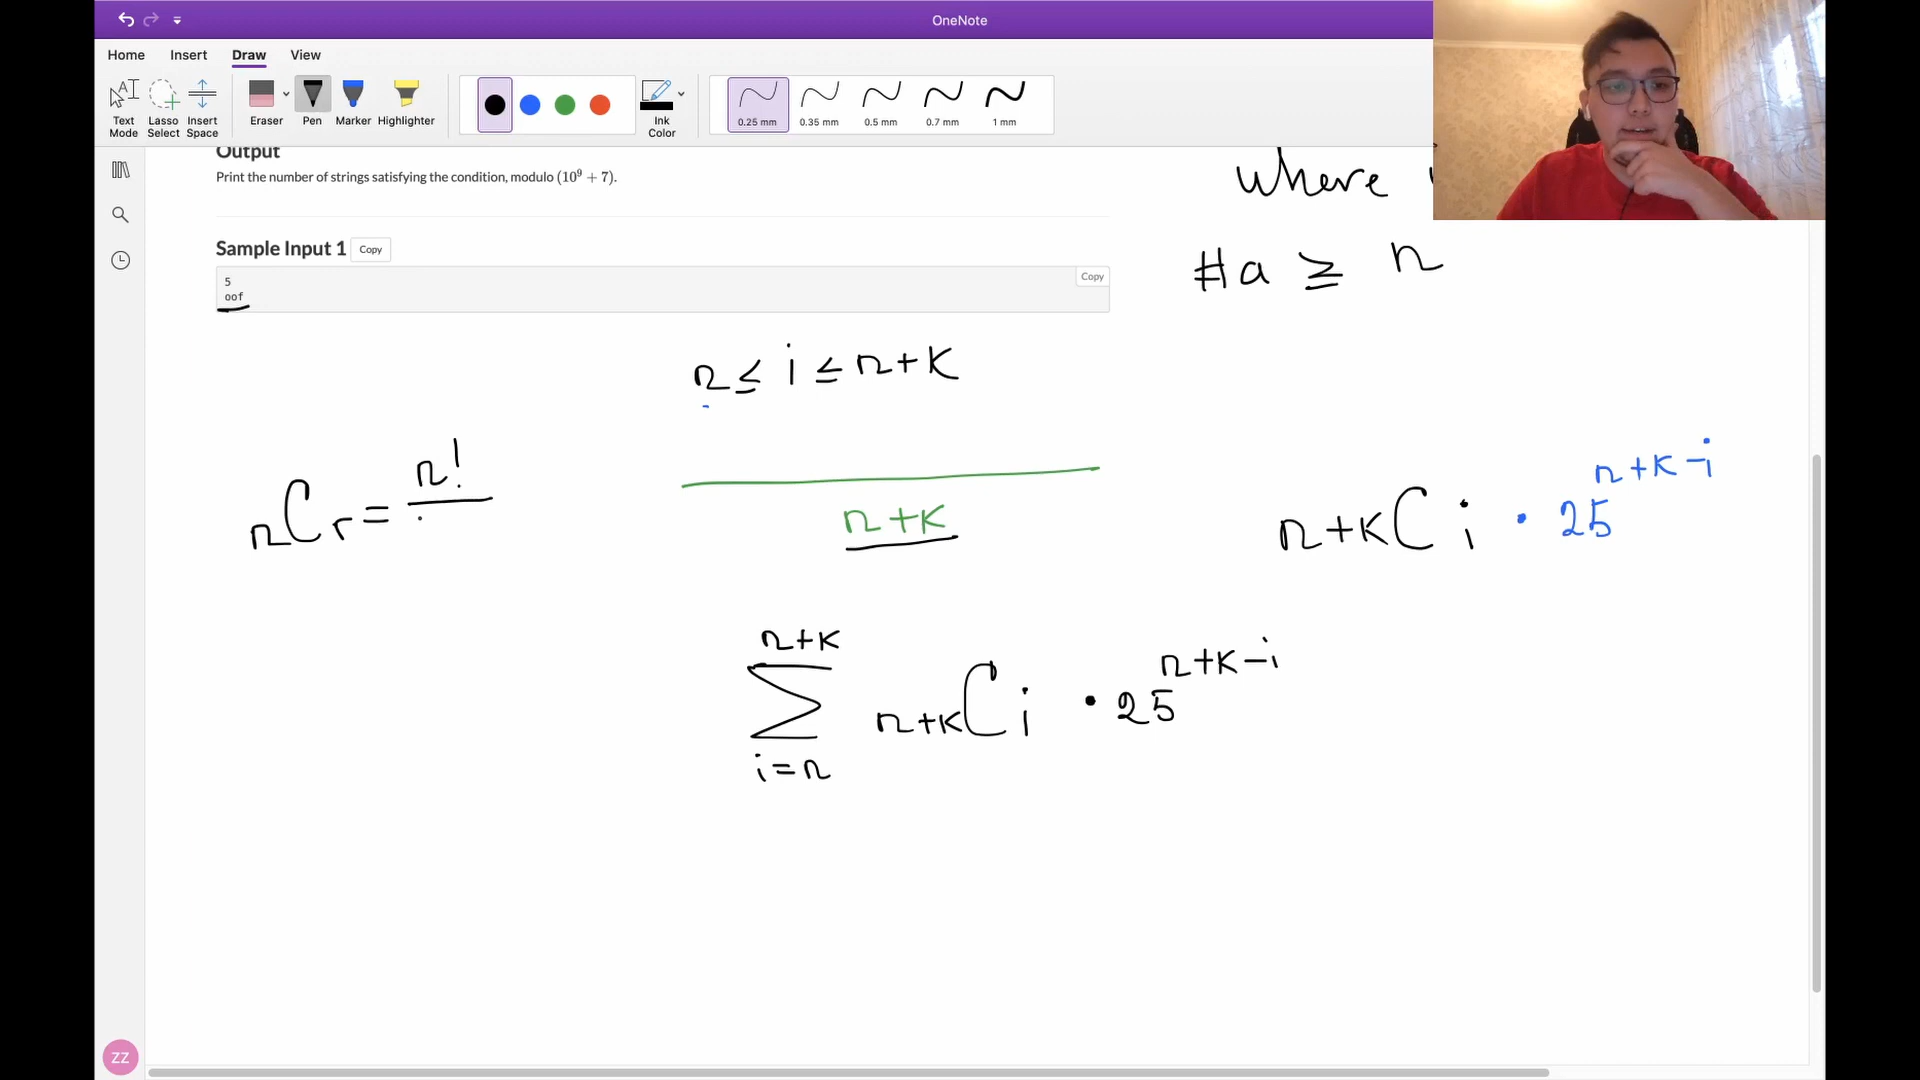 OneNote
Home Insert Draw View
Text Mode
Lasso Select
Insert Space
Eraser
Pen
Marker
Highlighter
Ink Color
0.25 mm
0.35 mm
0.5 mm
0.7 mm
1 mm
Output
Print the number of strings satisfying the condition, modulo (10⁹ + 7).
where
#a ≥ n
Sample Input 1 Copy
Copy
5
oof
n ≤ i ≤ n+k
nCr = n!
n+k
n+kCi · 25^n+k-i
n+k
∑ n+kCi · 25^n+k-i
i=n
ZZ